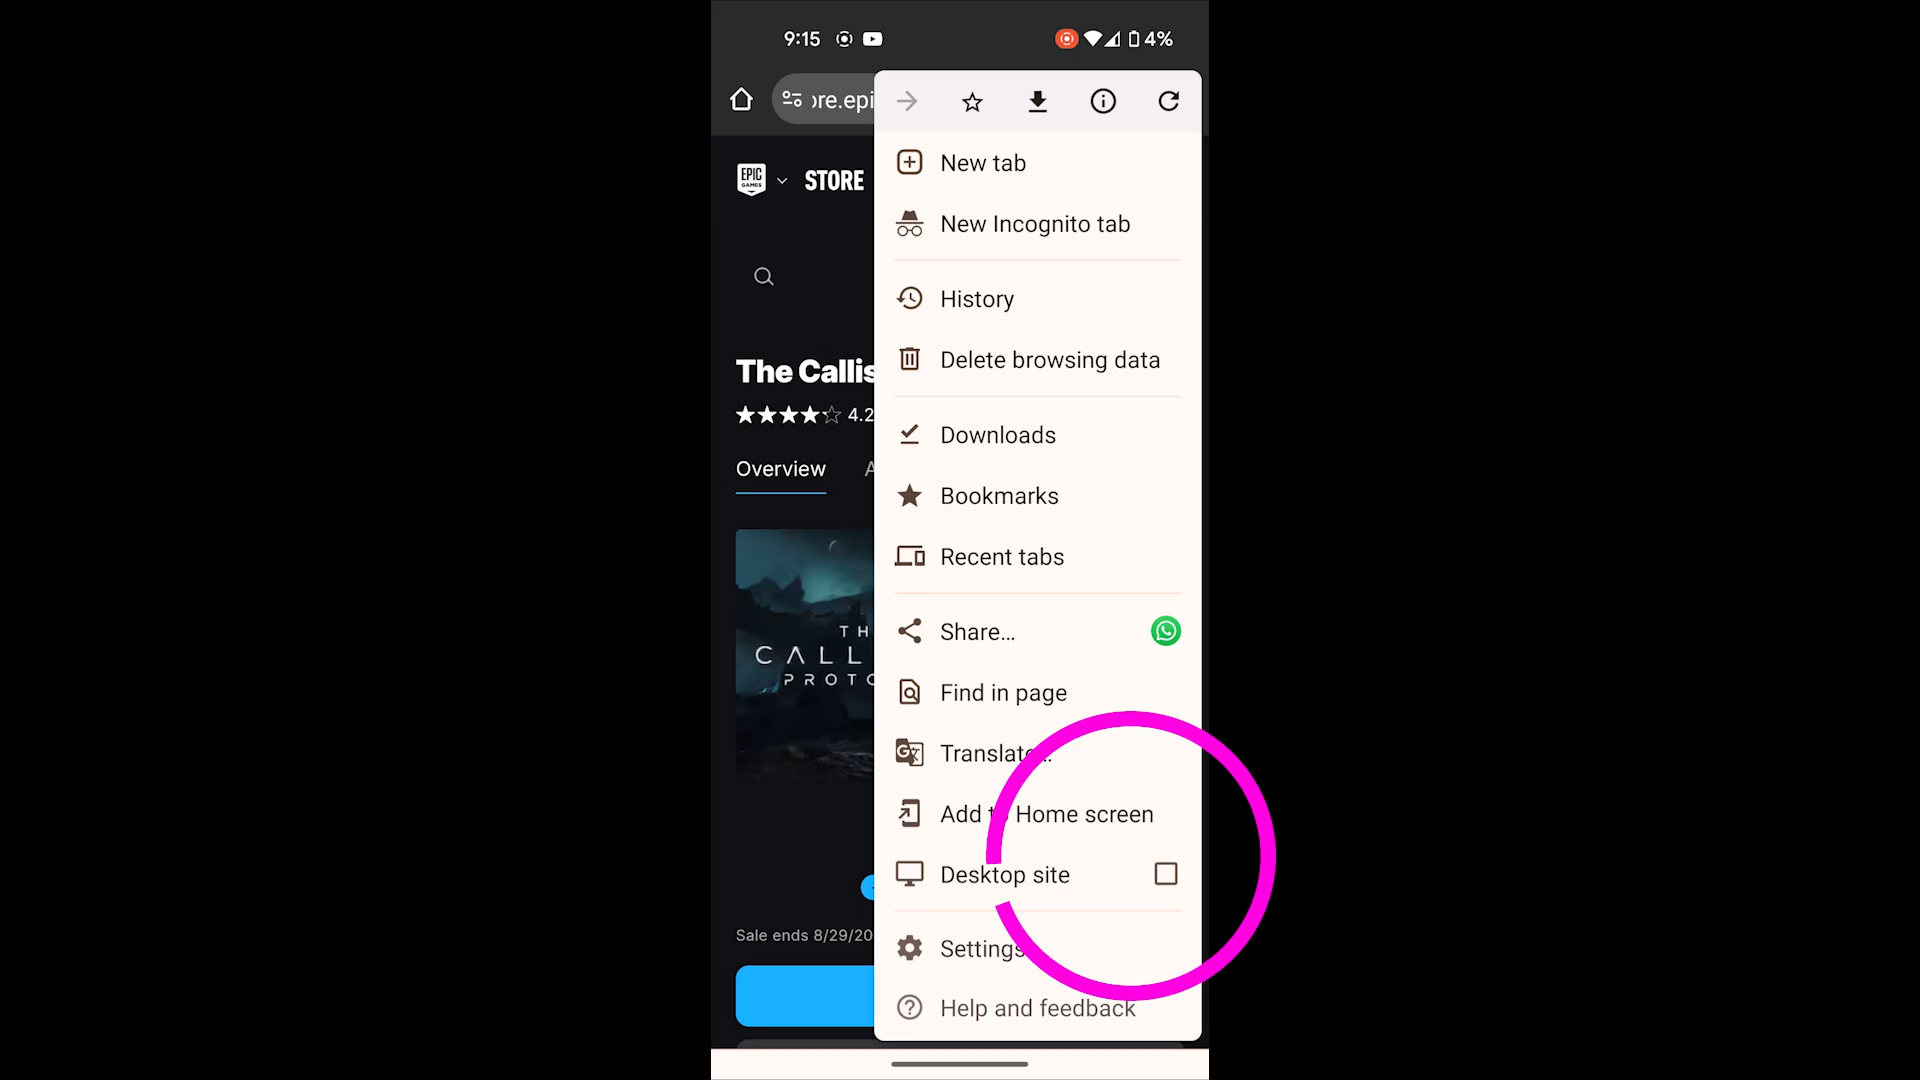 9:15
4%
ore.epi
New tab
New Incognito tab
EPIC
GAMES
STORE
History
Delete browsing data
The Callis
4.2
Downloads
Overview
A
Bookmarks
Recent tabs
Share...
TH
CALL
PROTO
Find in page
Translate...
Add to Home screen
Desktop site
Sale ends 8/29/20
Settings
Help and feedback